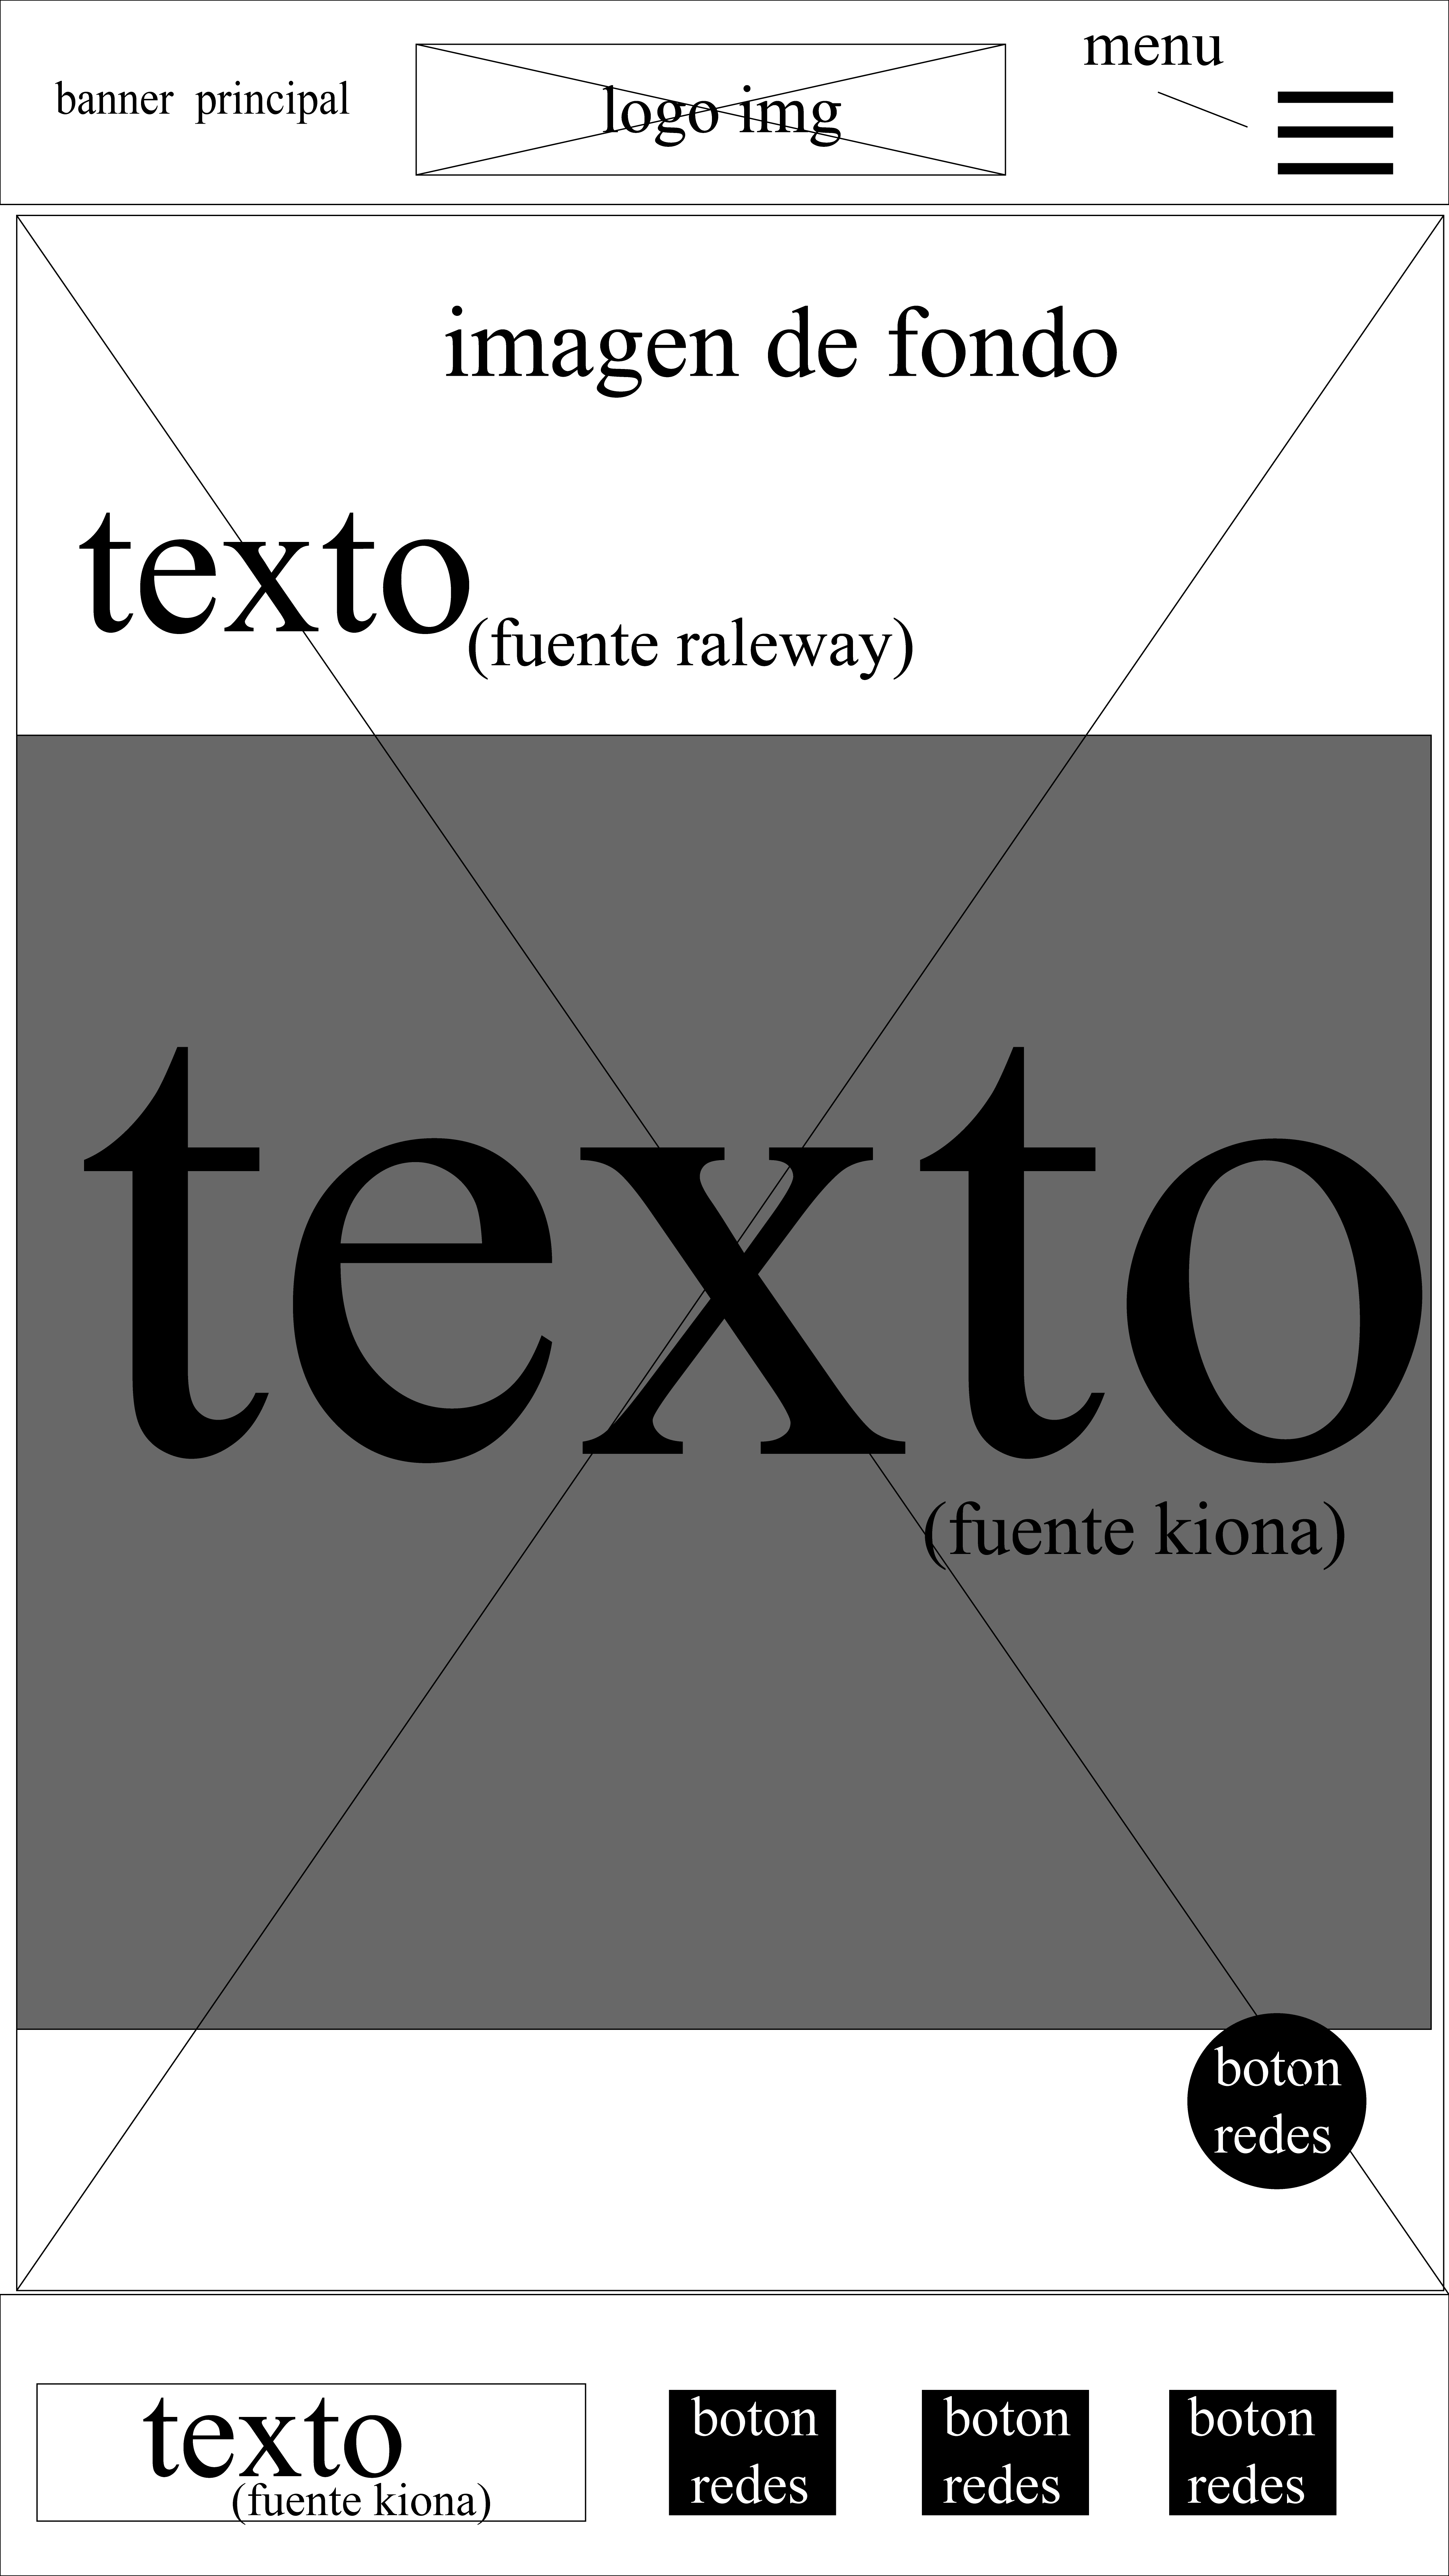 menu
banner principal
logo img
imagen de fondo
texto
(fuente raleway)
texto
(fuente kiona)
boton
redes
texto
(fuente kiona)
boton
redes
boton
redes
boton
redes